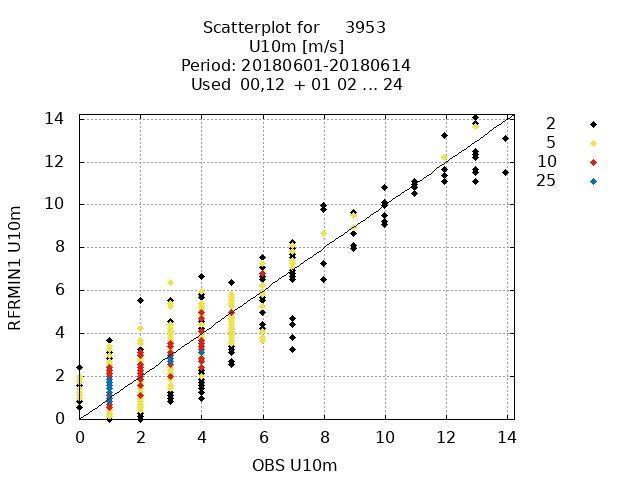 Scatterplot for 3953
U10m [m/s]
Period: 20180601-20180614
Used 00,12 + 01 02 ... 24
14
12
10
8
6
4
2
0
0 2 4 6 8 10 12 14
RFRMIN1 U10m
OBS U10m
2
5
10
25